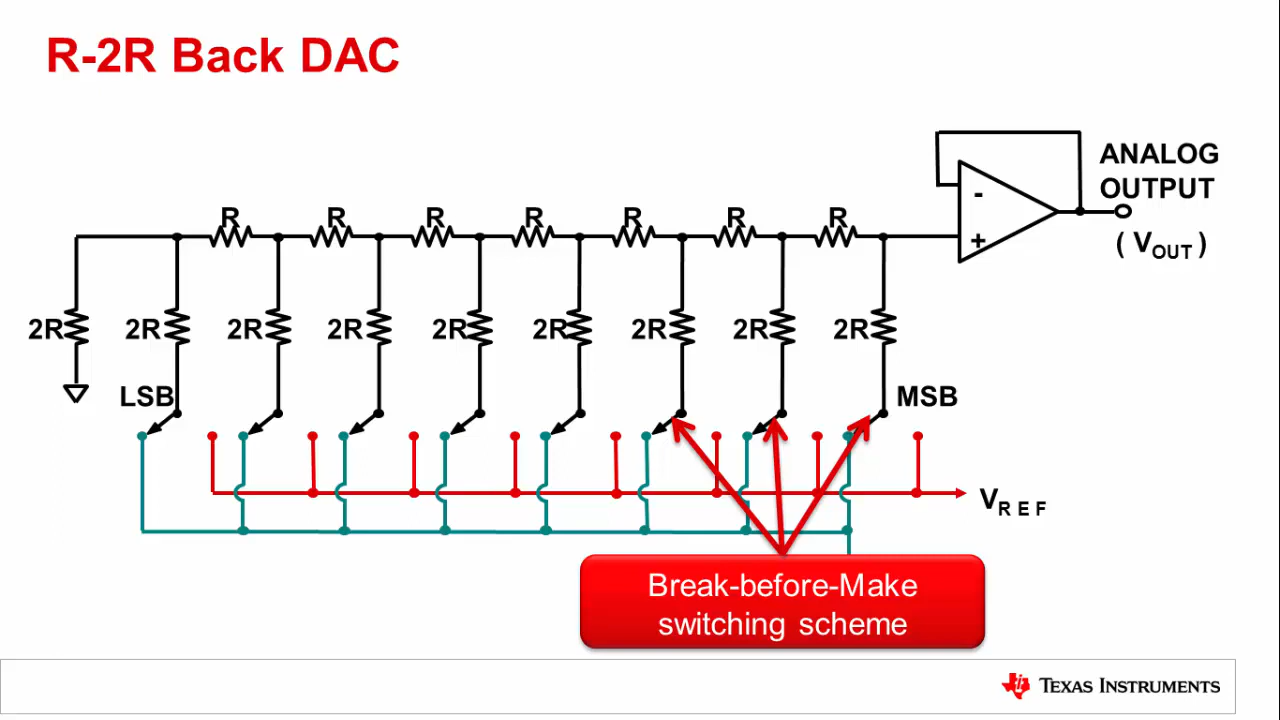 R-2R Back DAC
ANALOG
OUTPUT
( VOUT )
R R R R R R R
-
+
2R 2R 2R 2R 2R 2R 2R 2R 2R
LSB MSB
VREF
Break-before-Make
switching scheme
TEXAS INSTRUMENTS